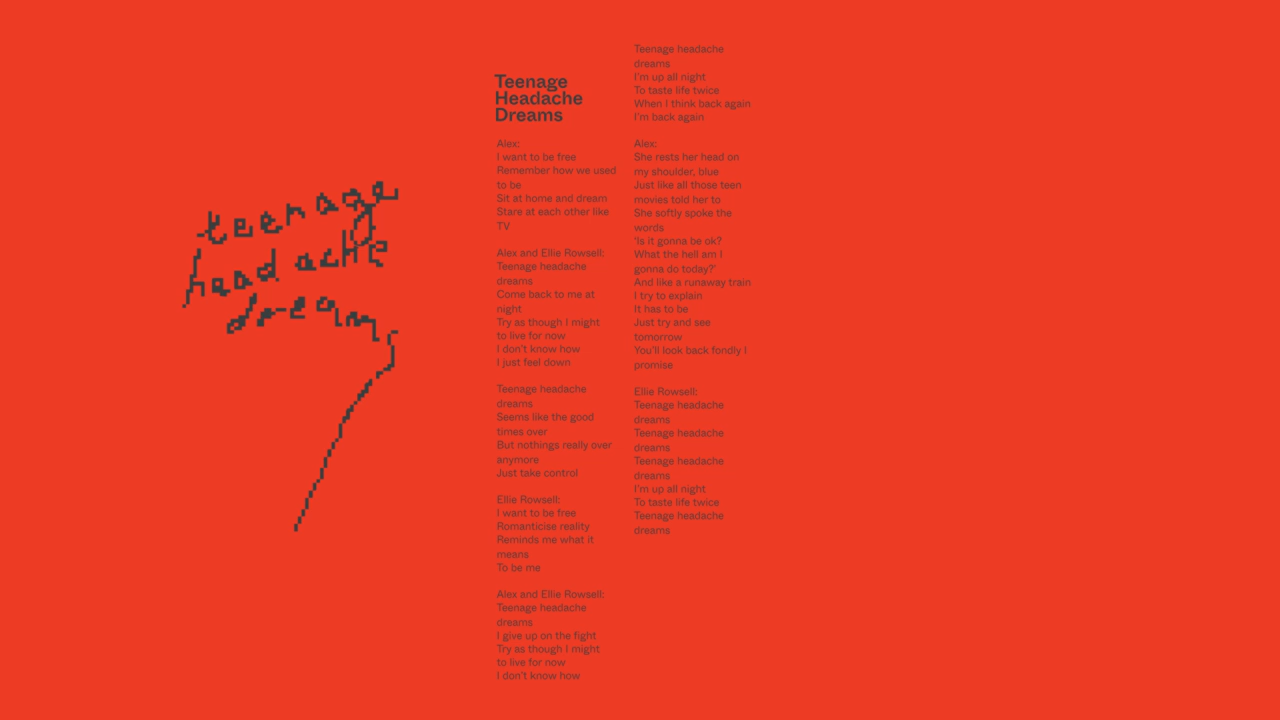 teenage
headache
dreams
Teenage
Headache
Dreams
Alex:
I want to be free
Remember how we used
to be
Sit at home and dream
Stare at each other like
TV
Alex and Ellie Rowsell:
Teenage headache
dreams
Come back to me at
night
Try as though I might
to live for now
I don't know how
I just feel down
Teenage headache
dreams
Seems like the good
times over
But nothings really over
anymore
Just take control
Ellie Rowsell:
I want to be free
Romanticise reality
Reminds me what it
means
To be me
Alex and Ellie Rowsell:
Teenage headache
dreams
I give up on the fight
Try as though I might
to live for now
I don't know how
Teenage headache
dreams
I'm up all night
To taste life twice
When I think back again
I'm back again
Alex:
She rests her head on
my shoulder, blue
Just like all those teen
movies told her to
She softly spoke the
words
'Is it gonna be ok?
What the hell am I
gonna do today?'
And like a runaway train
I try to explain
It has to be
Just try and see
tomorrow
You'll look back fondly I
promise
Ellie Rowsell:
Teenage headache
dreams
Teenage headache
dreams
Teenage headache
dreams
I'm up all night
To taste life twice
Teenage headache
dreams